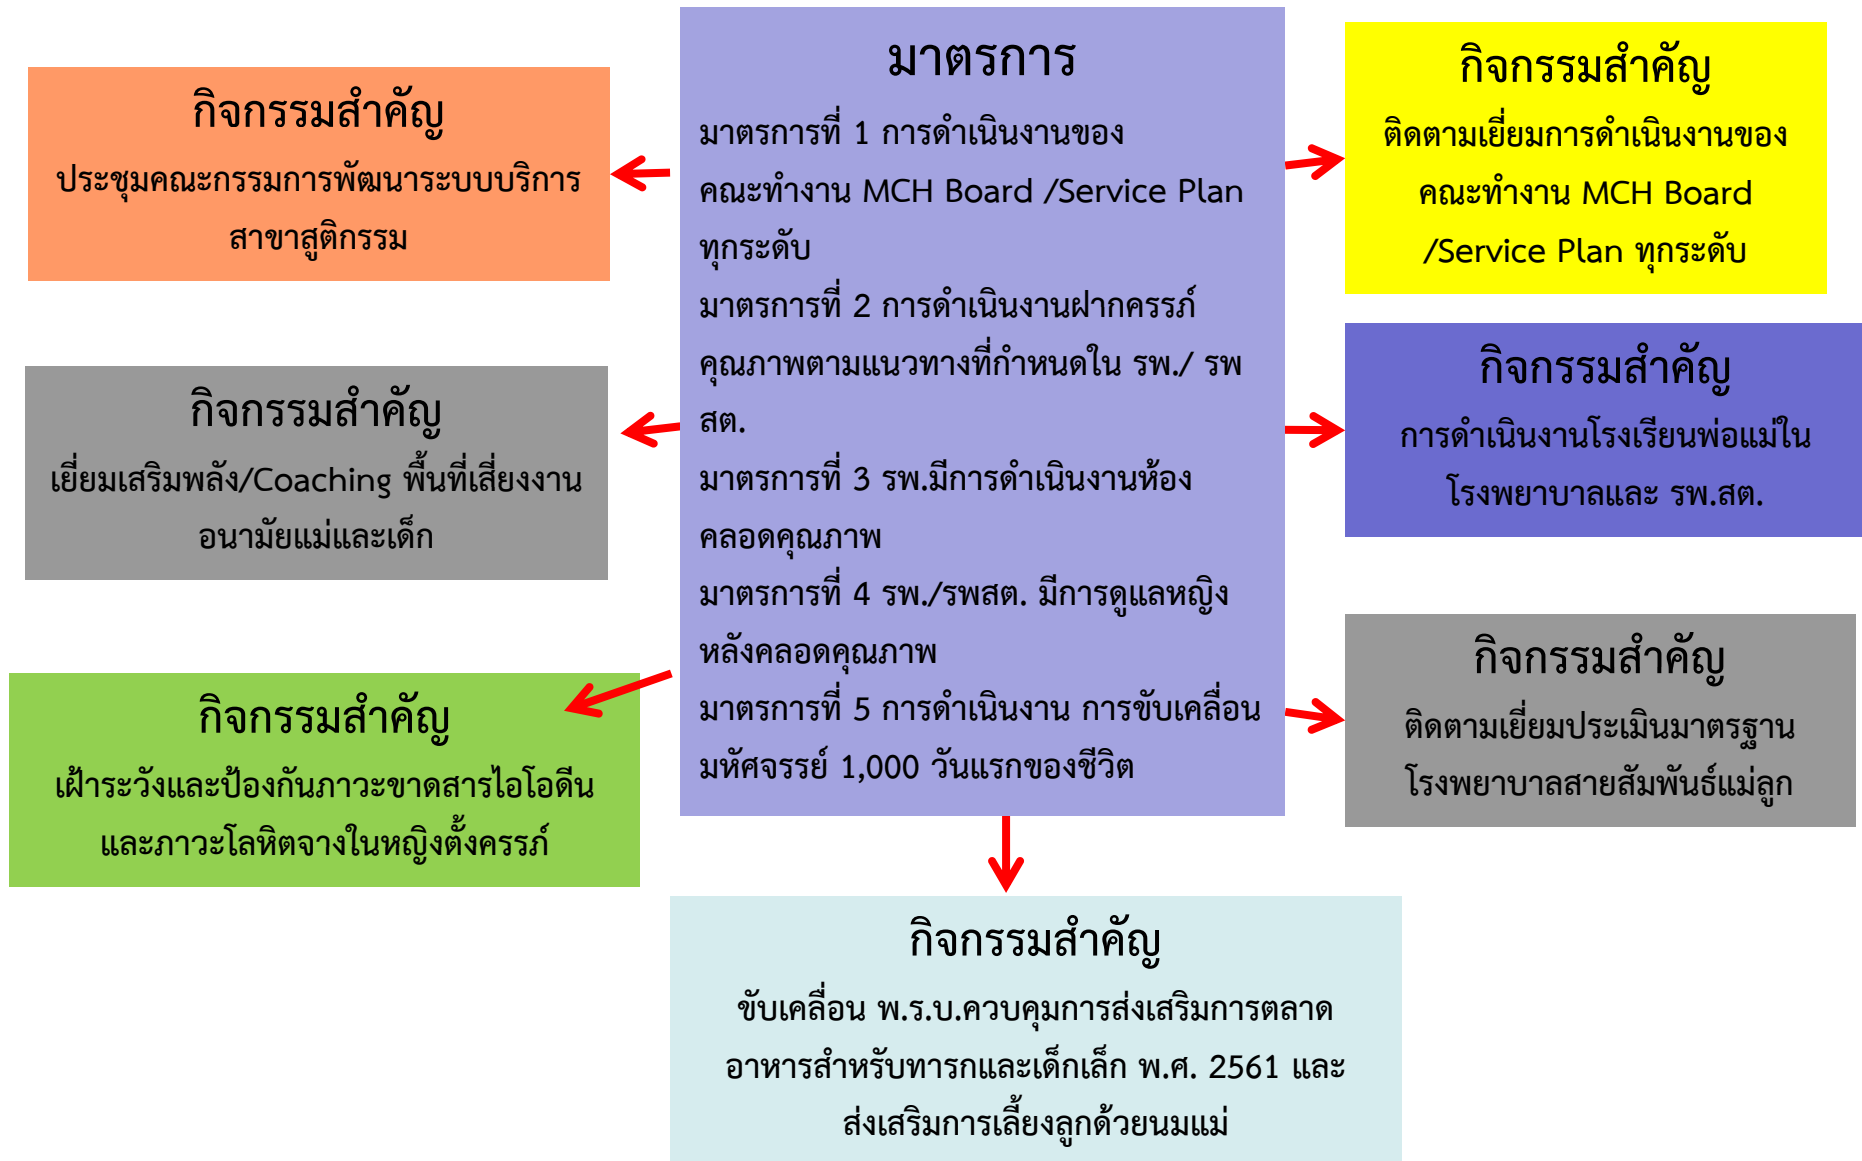 มาตรการ
มาตรการที่ 1 การดำเนินงานของ
คณะทำงาน MCH Board /Service Plan
ทุกระดับ
มาตรการที่ 2 การดำเนินงานฝากครรภ์
คุณภาพตามแนวทางที่กำหนดใน รพ./ รพ
สต.
มาตรการที่ 3 รพ.มีการดำเนินงานห้อง
คลอดคุณภาพ
มาตรการที่ 4 รพ./รพสต. มีการดูแลหญิง
หลังคลอดคุณภาพ
มาตรการที่ 5 การดำเนินงาน การขับเคลื่อน
มหัศจรรย์ 1,000 วันแรกของชีวิต
กิจกรรมสำคัญ
ประชุมคณะกรรมการพัฒนาระบบบริการ
สาขาสูติกรรม
กิจกรรมสำคัญ
เยี่ยมเสริมพลัง/Coaching พื้นที่เสี่ยงงาน
อนามัยแม่และเด็ก
กิจกรรมสำคัญ
เฝ้าระวังและป้องกันภาวะขาดสารไอโอดีน
และภาวะโลหิตจางในหญิงตั้งครรภ์
กิจกรรมสำคัญ
ติดตามเยี่ยมการดำเนินงานของ
คณะทำงาน MCH Board
/Service Plan ทุกระดับ
กิจกรรมสำคัญ
การดำเนินงานโรงเรียนพ่อแม่ใน
โรงพยาบาลและ รพ.สต.
กิจกรรมสำคัญ
ติดตามเยี่ยมประเมินมาตรฐาน
โรงพยาบาลสายสัมพันธ์แม่ลูก
กิจกรรมสำคัญ
ขับเคลื่อน พ.ร.บ.ควบคุมการส่งเสริมการตลาด
อาหารสำหรับทารกและเด็กเล็ก พ.ศ. 2561 และ
ส่งเสริมการเลี้ยงลูกด้วยนมแม่